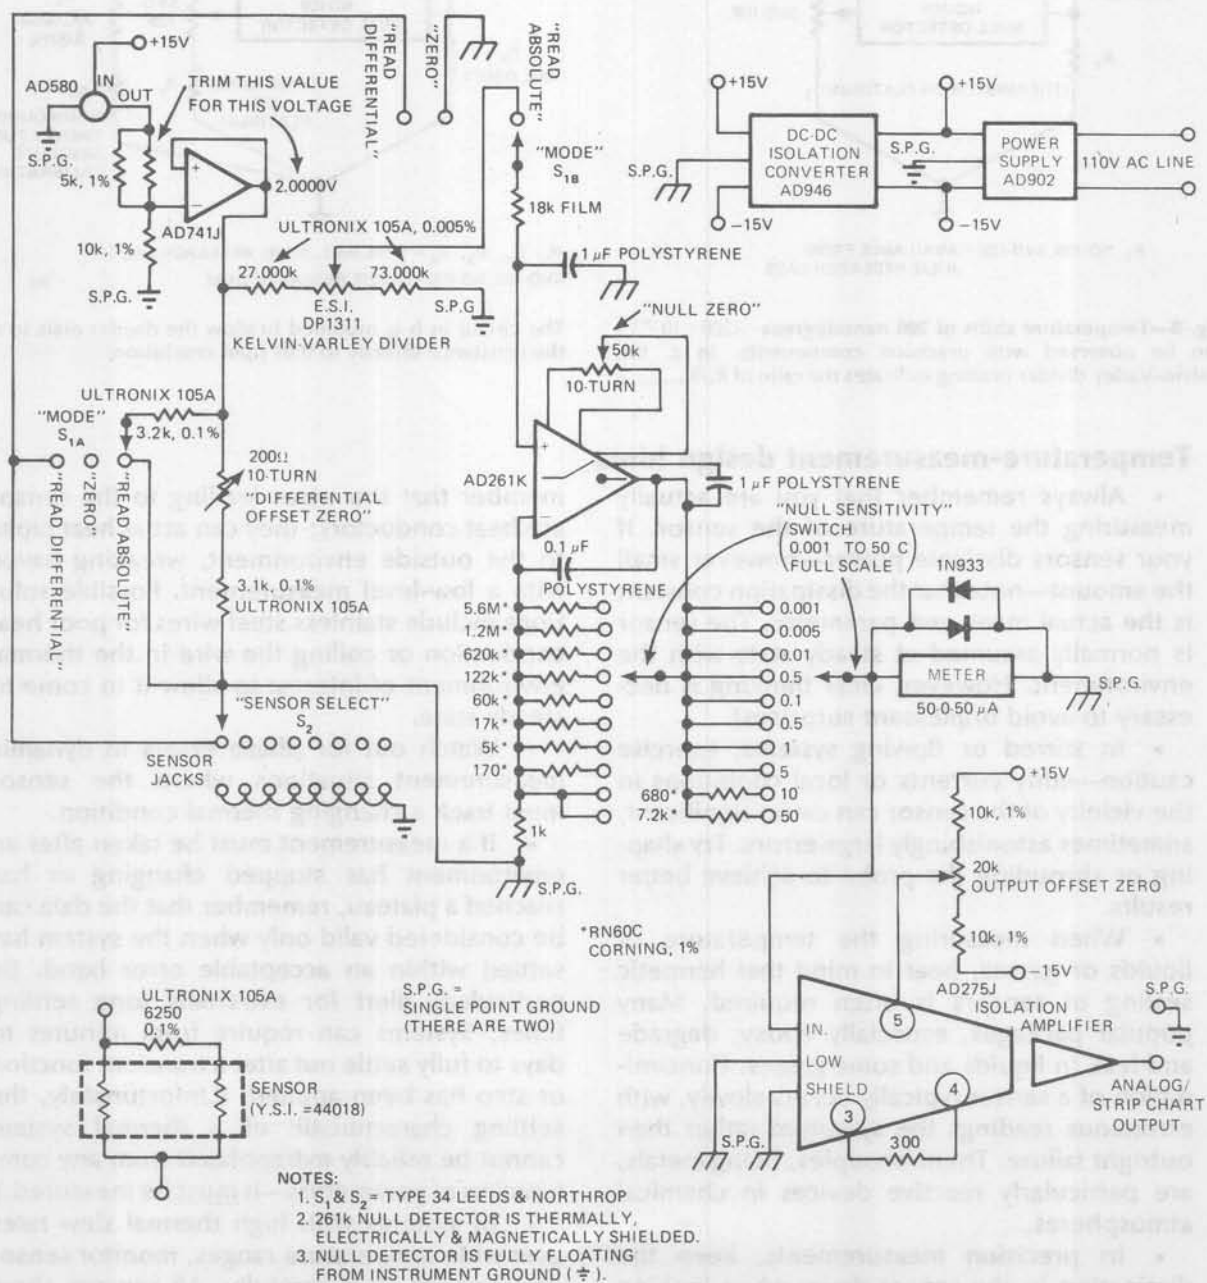 +15V
AD580
IN
OUT
TRIM THIS VALUE
FOR THIS VOLTAGE
S.P.G.
5k, 1%
2.0000V
AD741J
10k, 1%
S.P.G.
"READ
DIFFERENTIAL"
"ZERO"
"READ
ABSOLUTE"
"MODE"
S1B
18k FILM
ULTRONIX 105A, 0.005%
27.000k
73.000k
S.P.G
E.S.I.
DP1311
KELVIN-VARLEY DIVIDER
1 µF POLYSTYRENE
+15V
+15V
DC-DC
ISOLATION
CONVERTER
AD946
S.P.G.
S.P.G.
POWER
SUPPLY
AD902
110V AC LINE
-15V
-15V
"NULL ZERO"
50k
10-TURN
ULTRONIX 105A
"MODE"
S1A
3.2k, 0.1%
"READ DIFFERENTIAL"
"ZERO"
"READ ABSOLUTE"
200Ω
10-TURN
"DIFFERENTIAL
OFFSET ZERO"
3.1k, 0.1%
ULTRONIX 105A
+
-
AD261K
1 µF POLYSTYRENE
"NULL SENSITIVITY"
(SWITCH
0.001 TO 50 C
FULL SCALE)
1N933
0.1 µF
POLYSTYRENE
5.6M*
0.001
1.2M*
0.005
620k*
0.01
122k*
0.5
60k*
0.1
17k*
0.5
5k*
1
170*
680
10
7.2k*
50
1k
S.P.G.
METER
50-0-50 µA
S.P.G.
"SENSOR SELECT"
S2
SENSOR
JACKS
+15V
10k, 1%
20k
OUTPUT OFFSET ZERO
10k, 1%
-15V
*RN60C
CORNING, 1%
S.P.G. =
SINGLE POINT GROUND
(THERE ARE TWO)
AD275J
ISOLATION
AMPLIFIER
S.P.G.
IN.
LOW
SHIELD
5
4
3
300
S.P.G.
ANALOG/
STRIP CHART
OUTPUT
ULTRONIX 105A
6250
0.1%
SENSOR
(Y.S.I. =44018)
NOTES:
1. S1 & S2 = TYPE 34 LEEDS & NORTHROP
2. 261k NULL DETECTOR IS THERMALLY,
ELECTRICALLY & MAGNETICALLY SHIELDED.
3. NULL DETECTOR IS FULLY FLOATING
FROM INSTRUMENT GROUND (⏚).